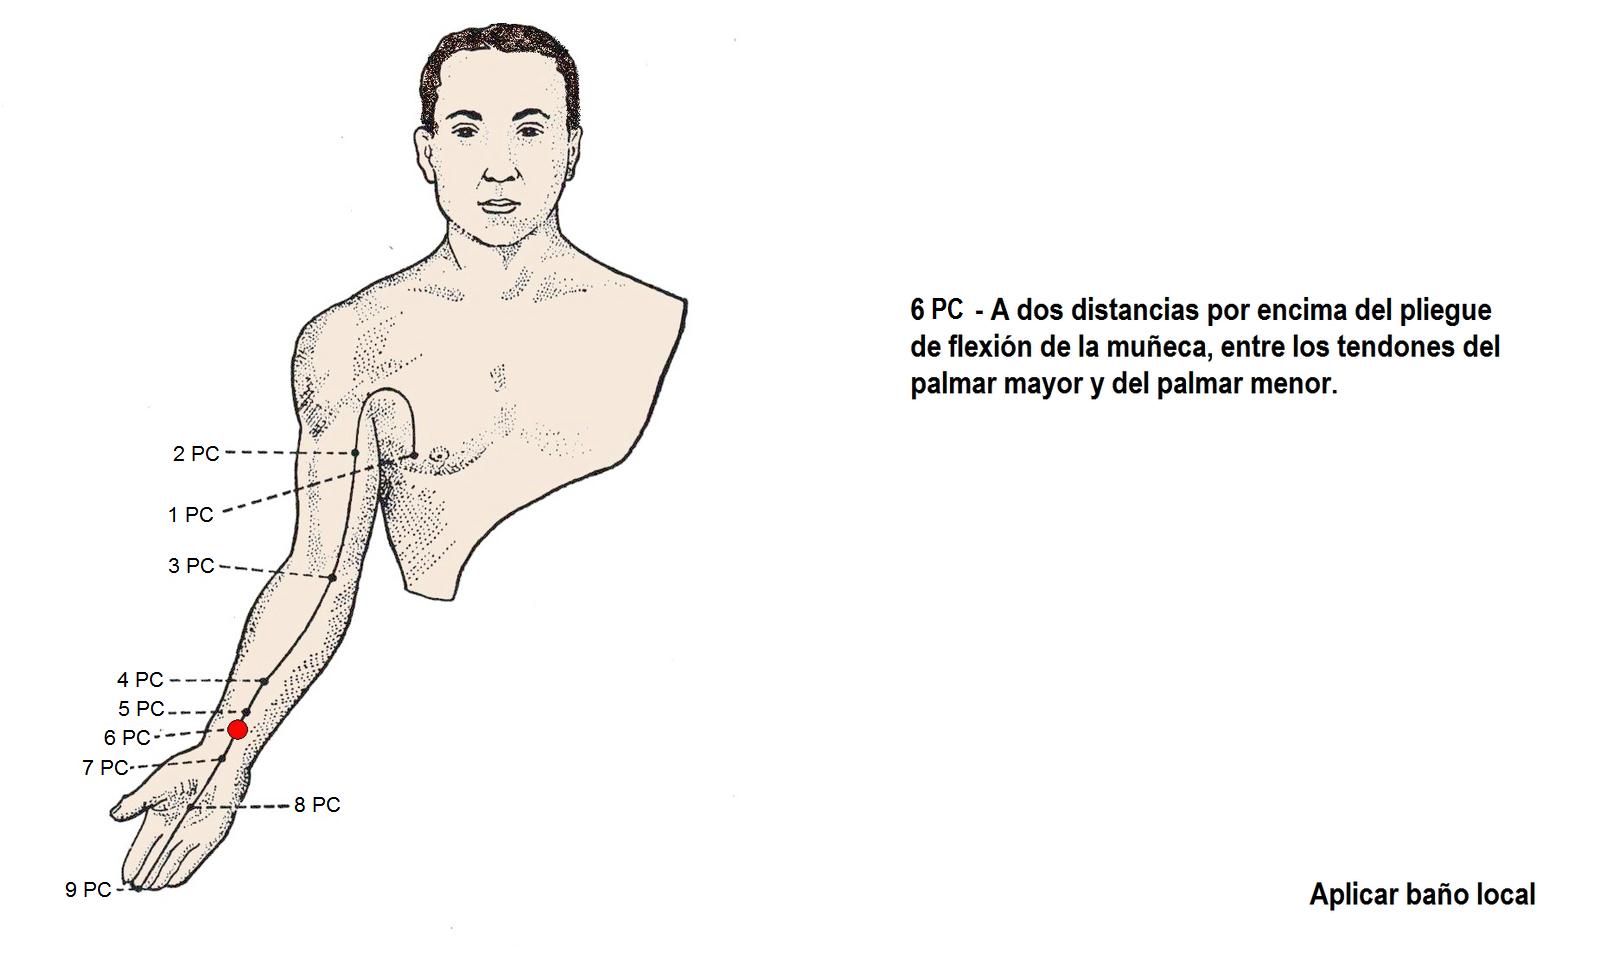 6 PC - A dos distancias por encima del pliegue
de flexión de la muñeca, entre los tendones del
palmar mayor y del palmar menor.
2 PC
1 PC
3 PC
4 PC
5 PC
6 PC
7 PC
8 PC
9 PC
Aplicar baño local